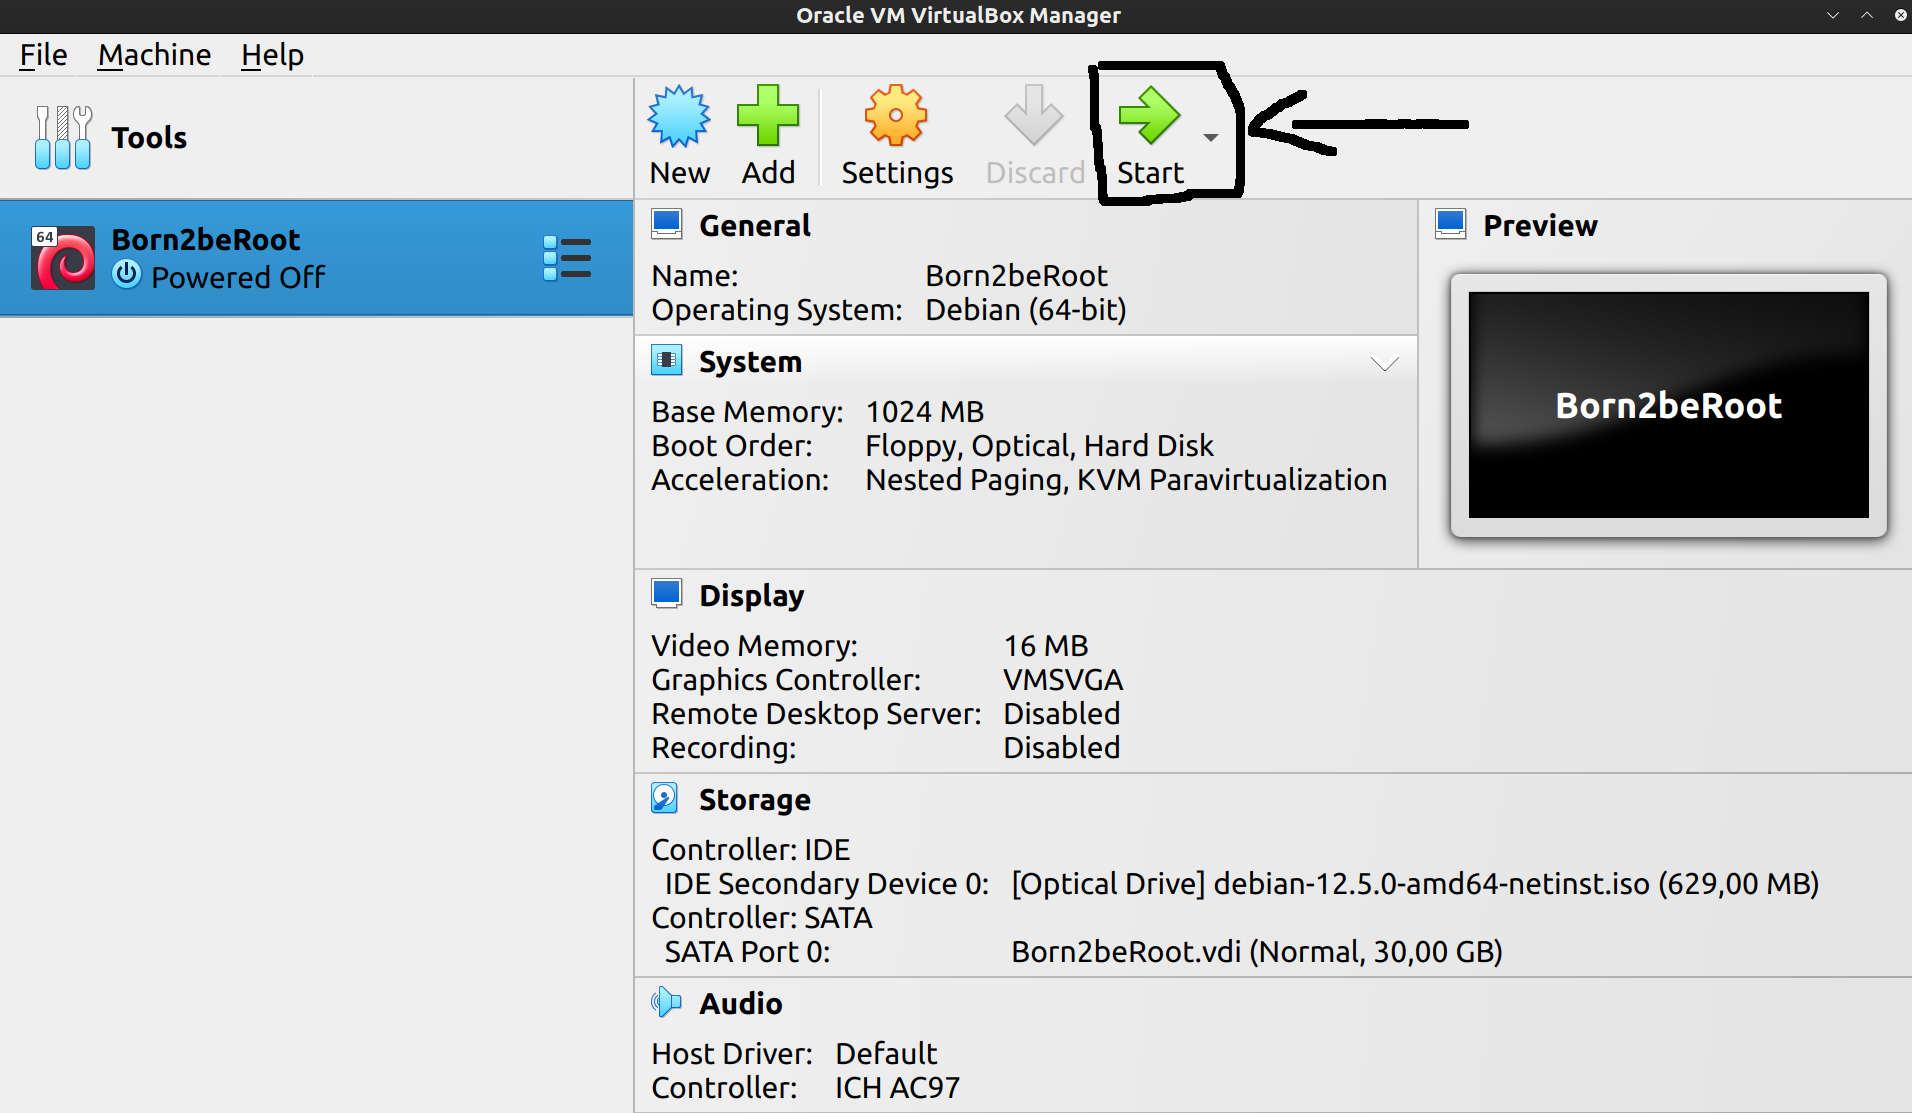 Oracle VM VirtualBox Manager
File Machine Help
Tools
New Add Settings Discard Start
64
Born2beRoot
Powered Off
General
Name: Born2beRoot
Operating System: Debian (64-bit)
Preview
Born2beRoot
System
Base Memory: 1024 MB
Boot Order: Floppy, Optical, Hard Disk
Acceleration: Nested Paging, KVM Paravirtualization
Display
Video Memory: 16 MB
Graphics Controller: VMSVGA
Remote Desktop Server: Disabled
Recording: Disabled
Storage
Controller: IDE
IDE Secondary Device 0: [Optical Drive] debian-12.5.0-amd64-netinst.iso (629,00 MB)
Controller: SATA
SATA Port 0: Born2beRoot.vdi (Normal, 30,00 GB)
Audio
Host Driver: Default
Controller: ICH AC97